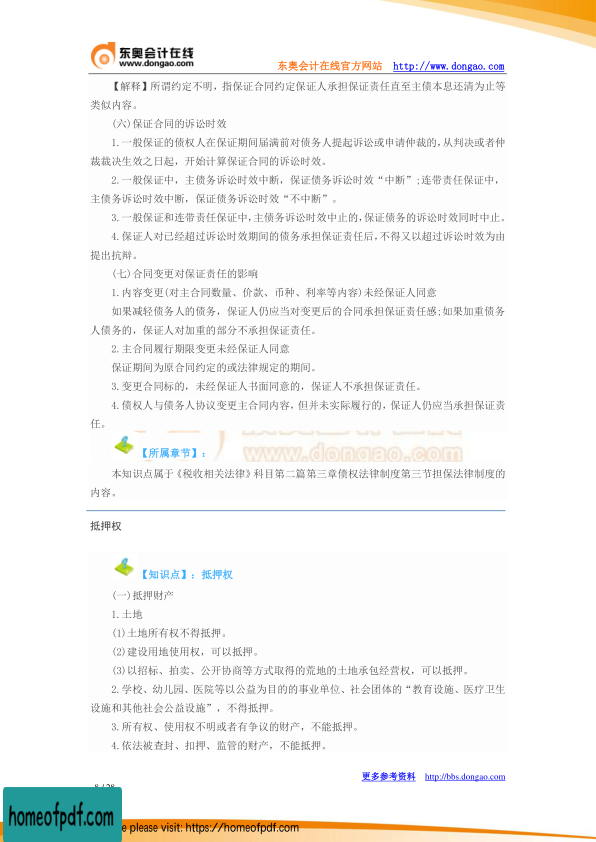 东奥会计在线
www.dongao.com
东奥会计在线官方网站 http://www.dongao.com
【解释】所谓约定不明，指保证合同约定保证人承担保证责任直至主债本息还清为止等
类似内容。
(六)保证合同的诉讼时效
1.一般保证的债权人在保证期间届满前对债务人提起诉讼或申请仲裁的，从判决或者仲
裁裁决生效之日起，开始计算保证合同的诉讼时效。
2.一般保证中，主债务诉讼时效中断，保证债务诉讼时效“中断”;连带责任保证中，
主债务诉讼时效中断，保证债务诉讼时效“不中断”。
3.一般保证和连带责任保证中，主债务诉讼时效中止的，保证债务的诉讼时效同时中止。
4.保证人对已经超过诉讼时效期间的债务承担保证责任后，不得又以超过诉讼时效为由
提出抗辩。
(七)合同变更对保证责任的影响
1.内容变更(对主合同数量、价款、币种、利率等内容)未经保证人同意
如果减轻债务人的债务，保证人仍应当对变更后的合同承担保证责任感;如果加重债务
人债务的，保证人对加重的部分不承担保证责任。
2.主合同履行期限变更未经保证人同意
保证期间为原合同约定的或法律规定的期间。
3.变更合同标的，未经保证人书面同意的，保证人不承担保证责任。
4.债权人与债务人协议变更主合同内容，但并未实际履行的，保证人仍应当承担保证责
任。
【所属章节】：
www.dongao.com
本知识点属于《税收相关法律》科目第二篇第三章债权法律制度第三节担保法律制度的
内容。
抵押权
【知识点】：抵押权
(一)抵押财产
1.土地
(1)土地所有权不得抵押。
(2)建设用地使用权，可以抵押。
(3)以招标、拍卖、公开协商等方式取得的荒地的土地承包经营权，可以抵押。
2.学校、幼儿园、医院等以公益为目的的事业单位、社会团体的“教育设施、医疗卫生
设施和其他社会公益设施”，不得抵押。
3.所有权、使用权不明或者有争议的财产，不能抵押。
4.依法被查封、扣押、监管的财产，不能抵押。
更多参考资料 http://bbs.dongao.com
homeofpdf.com
please visit: https://homeofpdf.com